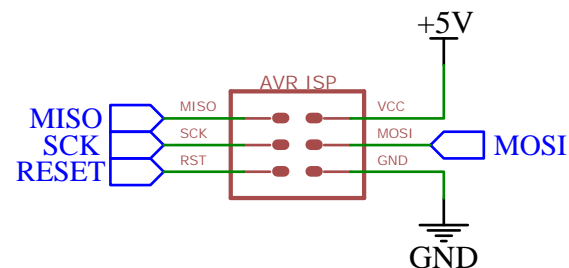 +5V
AVR ISP
MISO MISO VCC
SCK SCK MOSI MOSI
RESET RST GND
GND